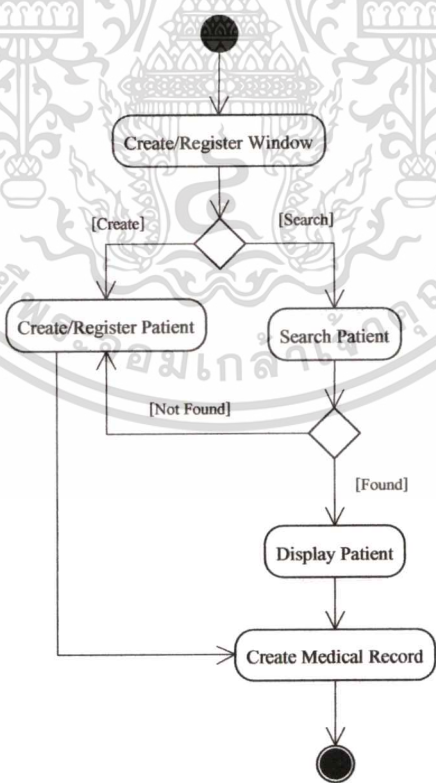 Create/Register Window
[Create]
[Search]
Create/Register Patient
Search Patient
[Not Found]
[Found]
Display Patient
Create Medical Record